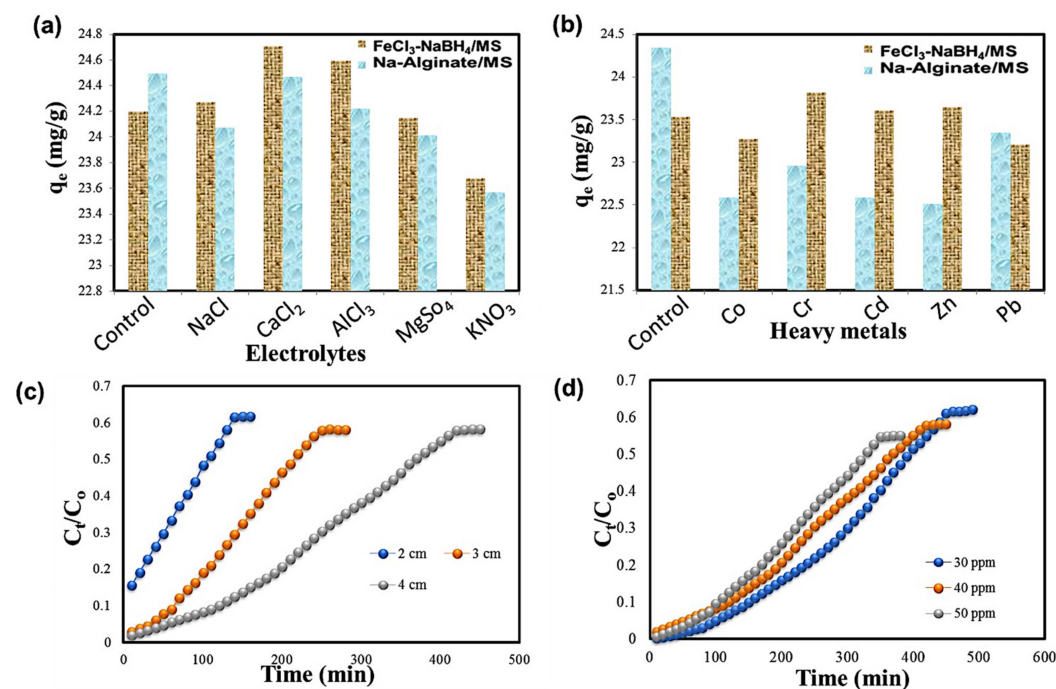 (a)
24.8
24.6
24.4
24.2
24
23.8
23.6
23.4
23.2
23
22.8
qₑ (mg/g)
FeCl₃-NaBH₄/MS
Na-Alginate/MS
Control
NaCl
CaCl₂
AlCl₃
MgSo₄
KNO₃
Electrolytes
(b)
24.5
24
23.5
23
22.5
22
21.5
qₑ (mg/g)
FeCl₃-NaBH₄/MS
Na-Alginate/MS
Control
Co
Cr
Cd
Zn
Pb
Heavy metals
(c)
0.7
0.6
0.5
0.4
0.3
0.2
0.1
0
Cₜ/Cₒ
2 cm
3 cm
4 cm
0
100
200
300
400
500
Time (min)
(d)
0.7
0.6
0.5
0.4
0.3
0.2
0.1
0
Cₜ/Cₒ
30 ppm
40 ppm
50 ppm
0
100
200
300
400
500
600
Time (min)